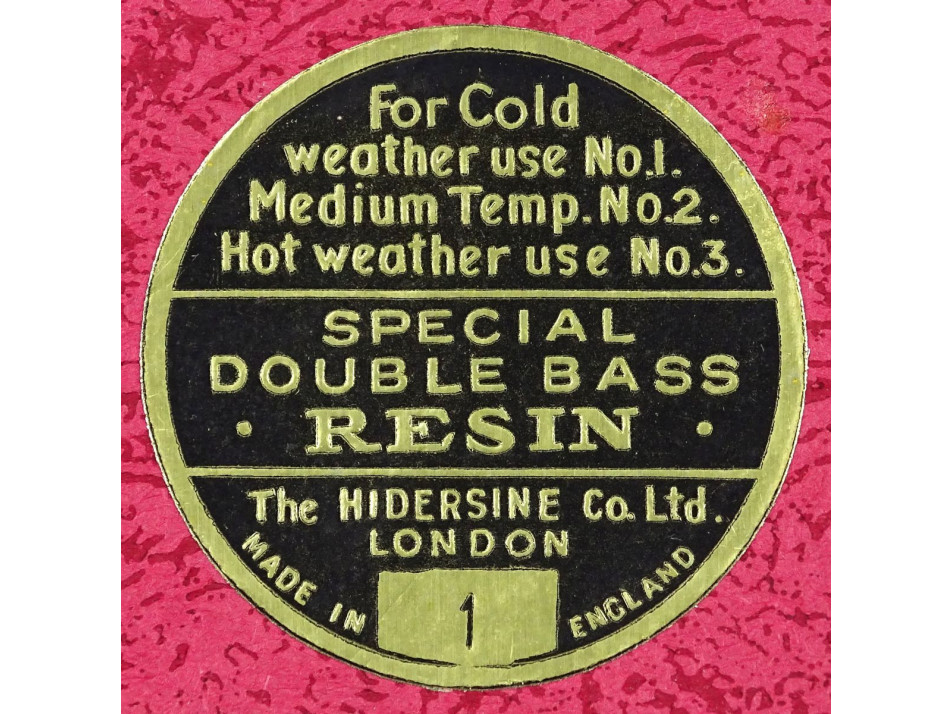 For Cold
weather use No.1.
Medium Temp. No.2.
Hot weather use No.3.
SPECIAL
DOUBLE BASS
· RESIN ·
The HIDERSINE Co. Ltd.
LONDON
MADE IN ENGLAND
1